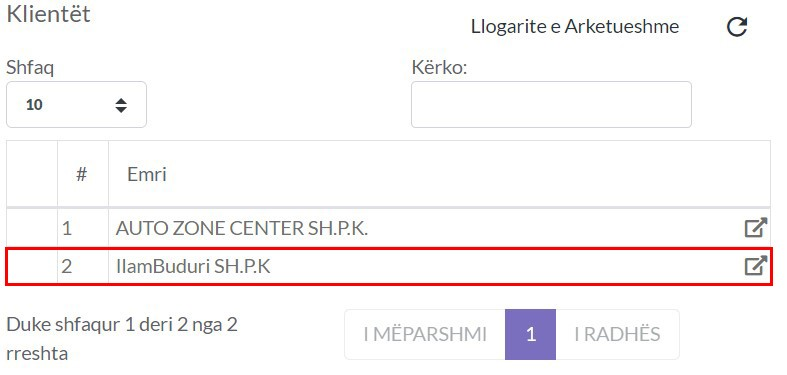 Klientët
Llogarite e Arketueshme
Shfaq
Kërko:
10
# Emri
1 AUTO ZONE CENTER SH.P.K.
2 IlamBuduri SH.P.K
Duke shfaqur 1 deri 2 nga 2
rreshta
I MËPARSHMI 1 I RADHËS